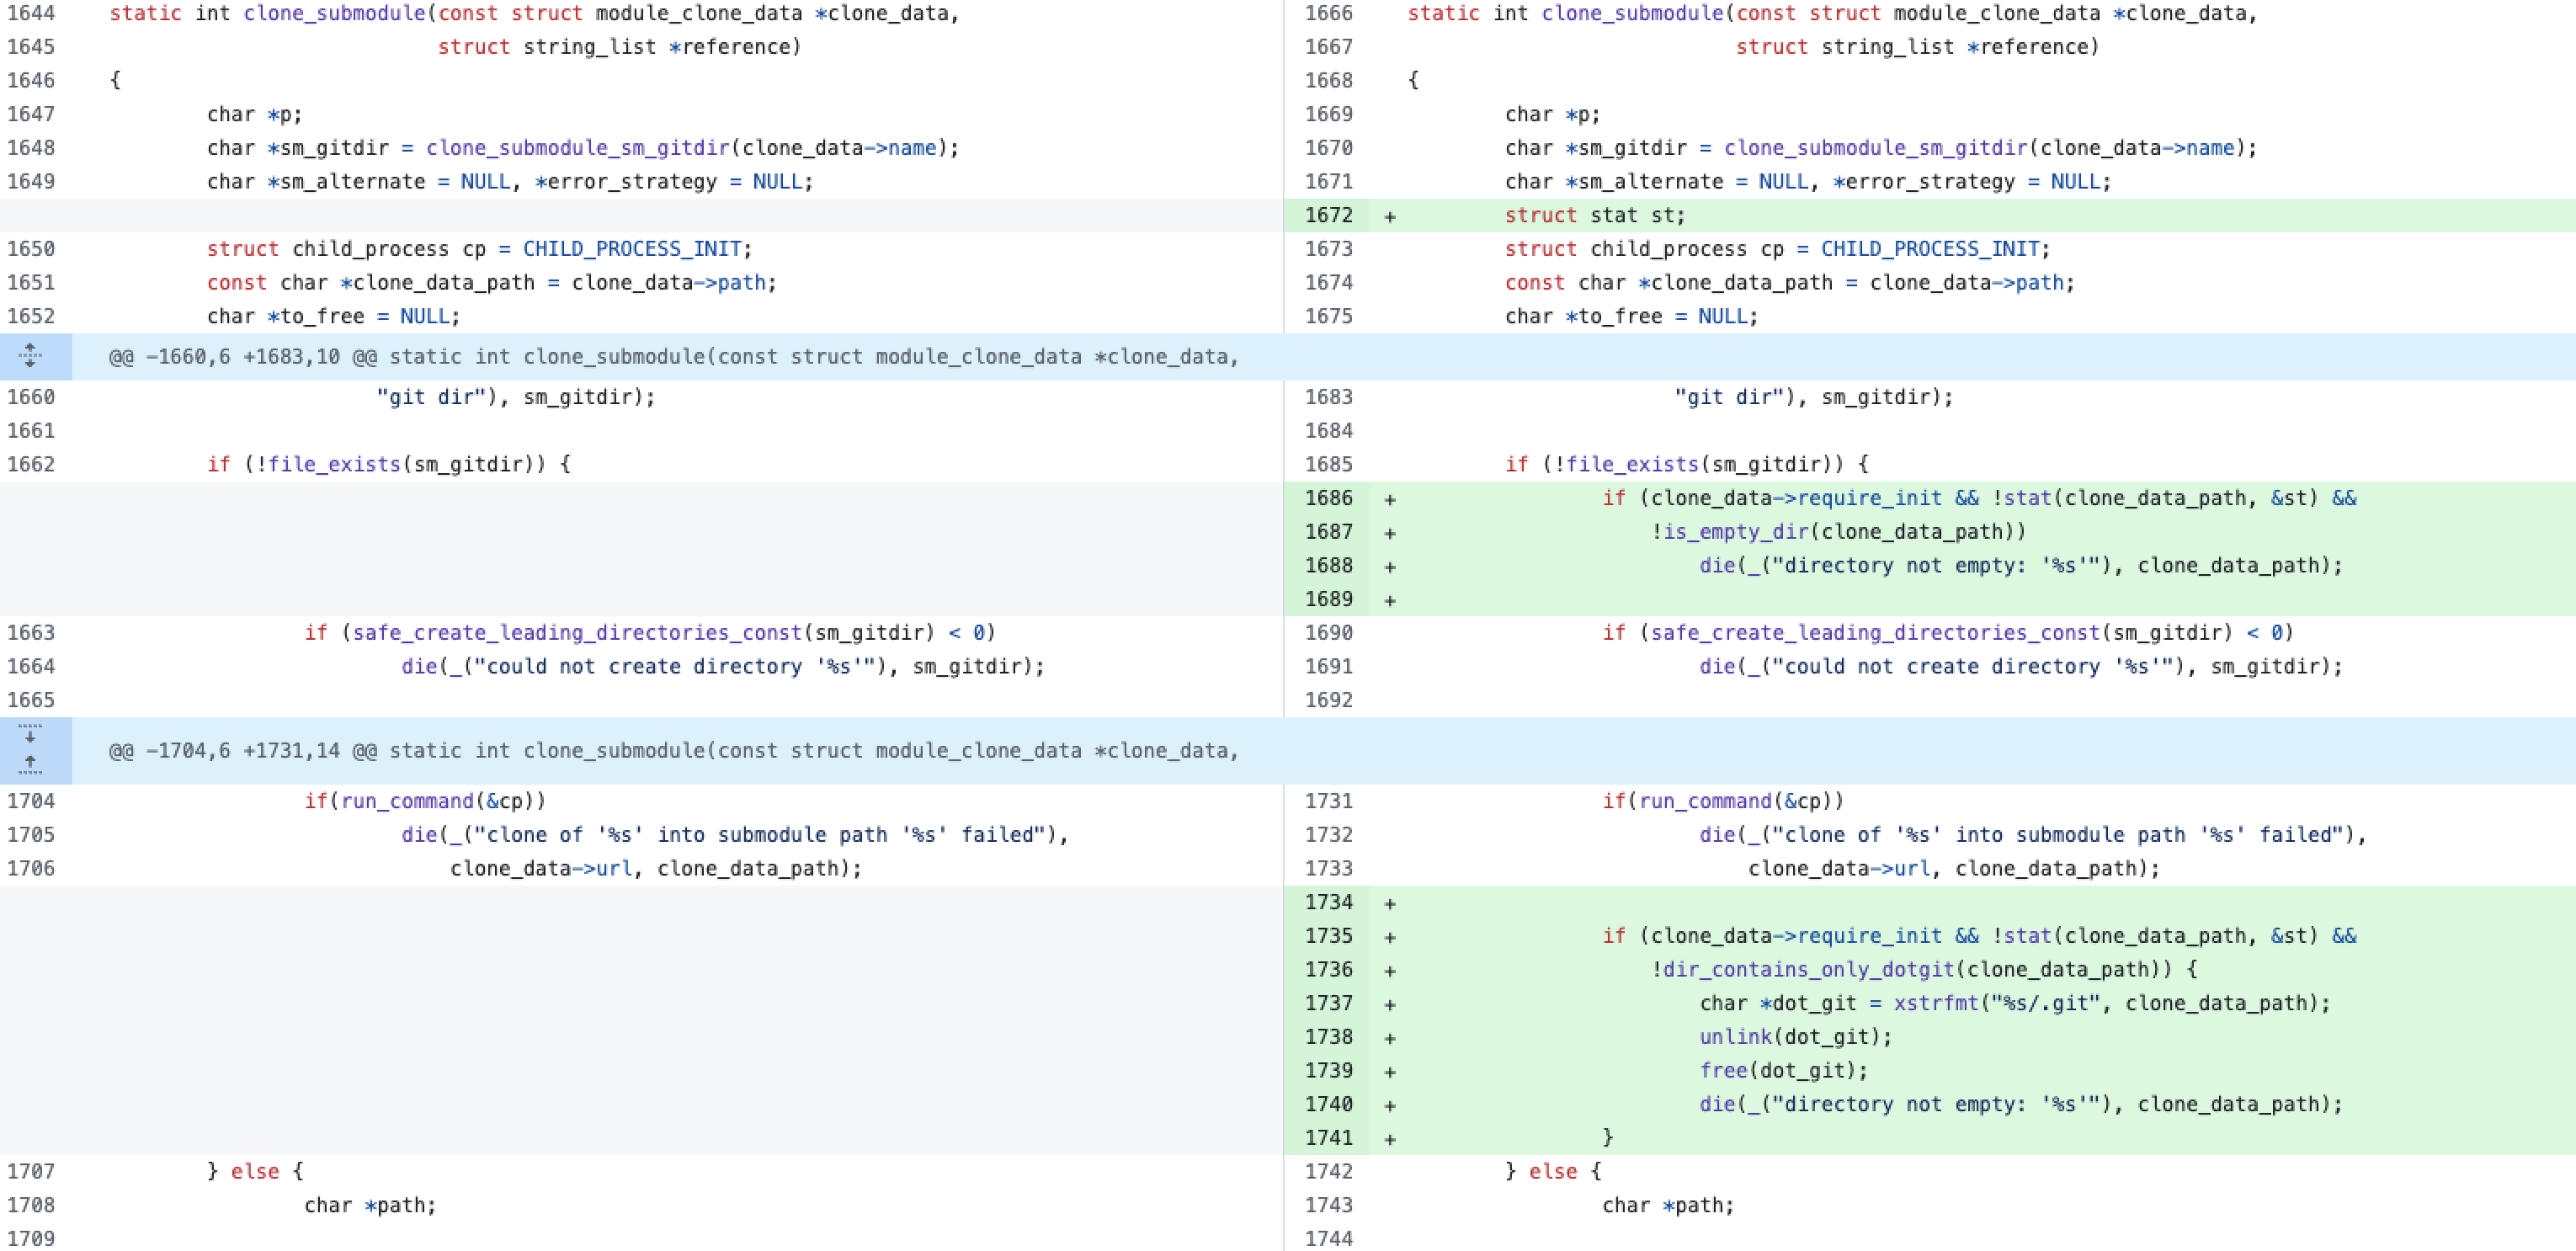 1644 static int clone_submodule(const struct module_clone_data *clone_data,
1645 struct string_list *reference)
1646 {
1647 char *p;
1648 char *sm_gitdir = clone_submodule_sm_gitdir(clone_data->name);
1649 char *sm_alternate = NULL, *error_strategy = NULL;
1650 struct child_process cp = CHILD_PROCESS_INIT;
1651 const char *clone_data_path = clone_data->path;
1652 char *to_free = NULL;
@@ -1660,6 +1683,10 @@ static int clone_submodule(const struct module_clone_data *clone_data,
1660 "git dir"), sm_gitdir);
1661
1662 if (!file_exists(sm_gitdir)) {
1663 if (safe_create_leading_directories_const(sm_gitdir) < 0)
1664 die(_("could not create directory '%s'"), sm_gitdir);
1665
@@ -1704,6 +1731,14 @@ static int clone_submodule(const struct module_clone_data *clone_data,
1704 if(run_command(&cp))
1705 die(_("clone of '%s' into submodule path '%s' failed"),
1706 clone_data->url, clone_data_path);
1707 } else {
1708 char *path;
1709
1666 static int clone_submodule(const struct module_clone_data *clone_data,
1667 struct string_list *reference)
1668 {
1669 char *p;
1670 char *sm_gitdir = clone_submodule_sm_gitdir(clone_data->name);
1671 char *sm_alternate = NULL, *error_strategy = NULL;
1672 + struct stat st;
1673 struct child_process cp = CHILD_PROCESS_INIT;
1674 const char *clone_data_path = clone_data->path;
1675 char *to_free = NULL;
1683 "git dir"), sm_gitdir);
1684
1685 if (!file_exists(sm_gitdir)) {
1686 + if (clone_data->require_init && !stat(clone_data_path, &st) &&
1687 + !is_empty_dir(clone_data_path))
1688 + die(_("directory not empty: '%s'"), clone_data_path);
1689 +
1690 if (safe_create_leading_directories_const(sm_gitdir) < 0)
1691 die(_("could not create directory '%s'"), sm_gitdir);
1692
1731 if(run_command(&cp))
1732 die(_("clone of '%s' into submodule path '%s' failed"),
1733 clone_data->url, clone_data_path);
1734 +
1735 + if (clone_data->require_init && !stat(clone_data_path, &st) &&
1736 + !dir_contains_only_dotgit(clone_data_path)) {
1737 + char *dot_git = xstrfmt("%s/.git", clone_data_path);
1738 + unlink(dot_git);
1739 + free(dot_git);
1740 + die(_("directory not empty: '%s'"), clone_data_path);
1741 + }
1742 } else {
1743 char *path;
1744